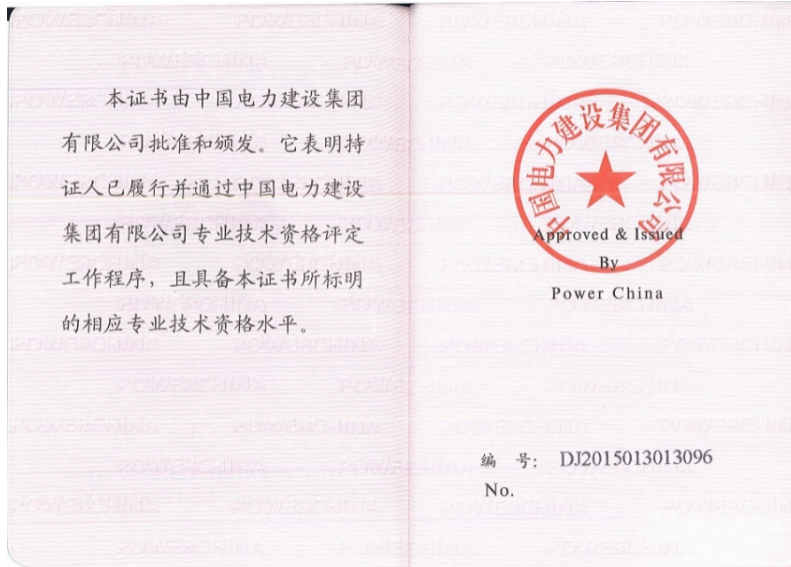 本证书由中国电力建设集团
有限公司批准和颁发。它表明持
证人已履行并通过中国电力建设
集团有限公司专业技术资格评定
工作程序，且具备本证书所标明
的相应专业技术资格水平。
中国电力建设集团有限公司
Approved & Issued
By
Power China
编 号: DJ2015013013096
No.